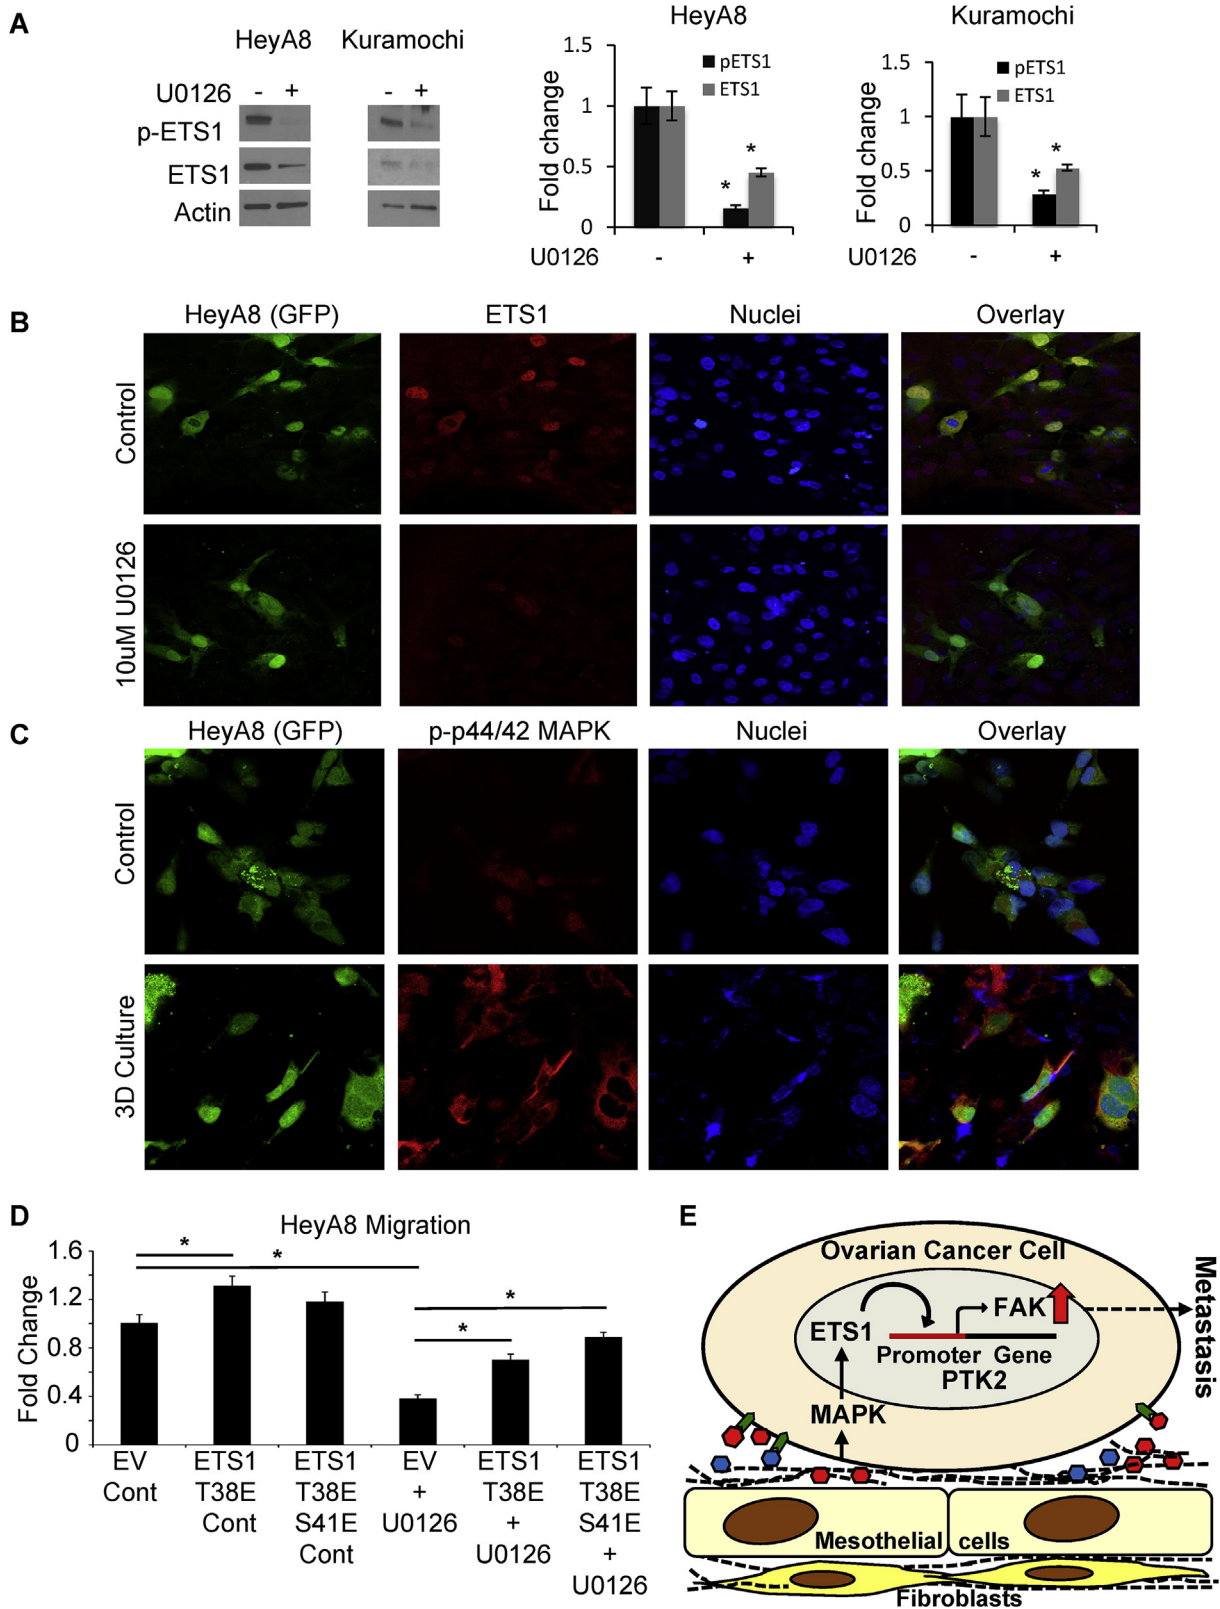 A
HeyA8 Kuramochi
U0126 - + - +
p-ETS1
ETS1
Actin
HeyA8
Fold change
1.5
1
0.5
0
pETS1
ETS1
* *
U0126 - +
Kuramochi
Fold change
1.5
1
0.5
0
pETS1
ETS1
* *
U0126 - +
B
HeyA8 (GFP) ETS1 Nuclei Overlay
Control
10uM U0126
C
HeyA8 (GFP) p-p44/42 MAPK Nuclei Overlay
Control
3D Culture
D
HeyA8 Migration
Fold Change
1.6
1.2
0.8
0.4
0
* * * *
EV Cont
ETS1 T38E Cont
ETS1 T38E S41E Cont
EV + U0126
ETS1 T38E + U0126
ETS1 T38E S41E + U0126
E
Ovarian Cancer Cell
ETS1
FAK
Promoter Gene
PTK2
MAPK
Metastasis
Mesothelial cells
Fibroblasts